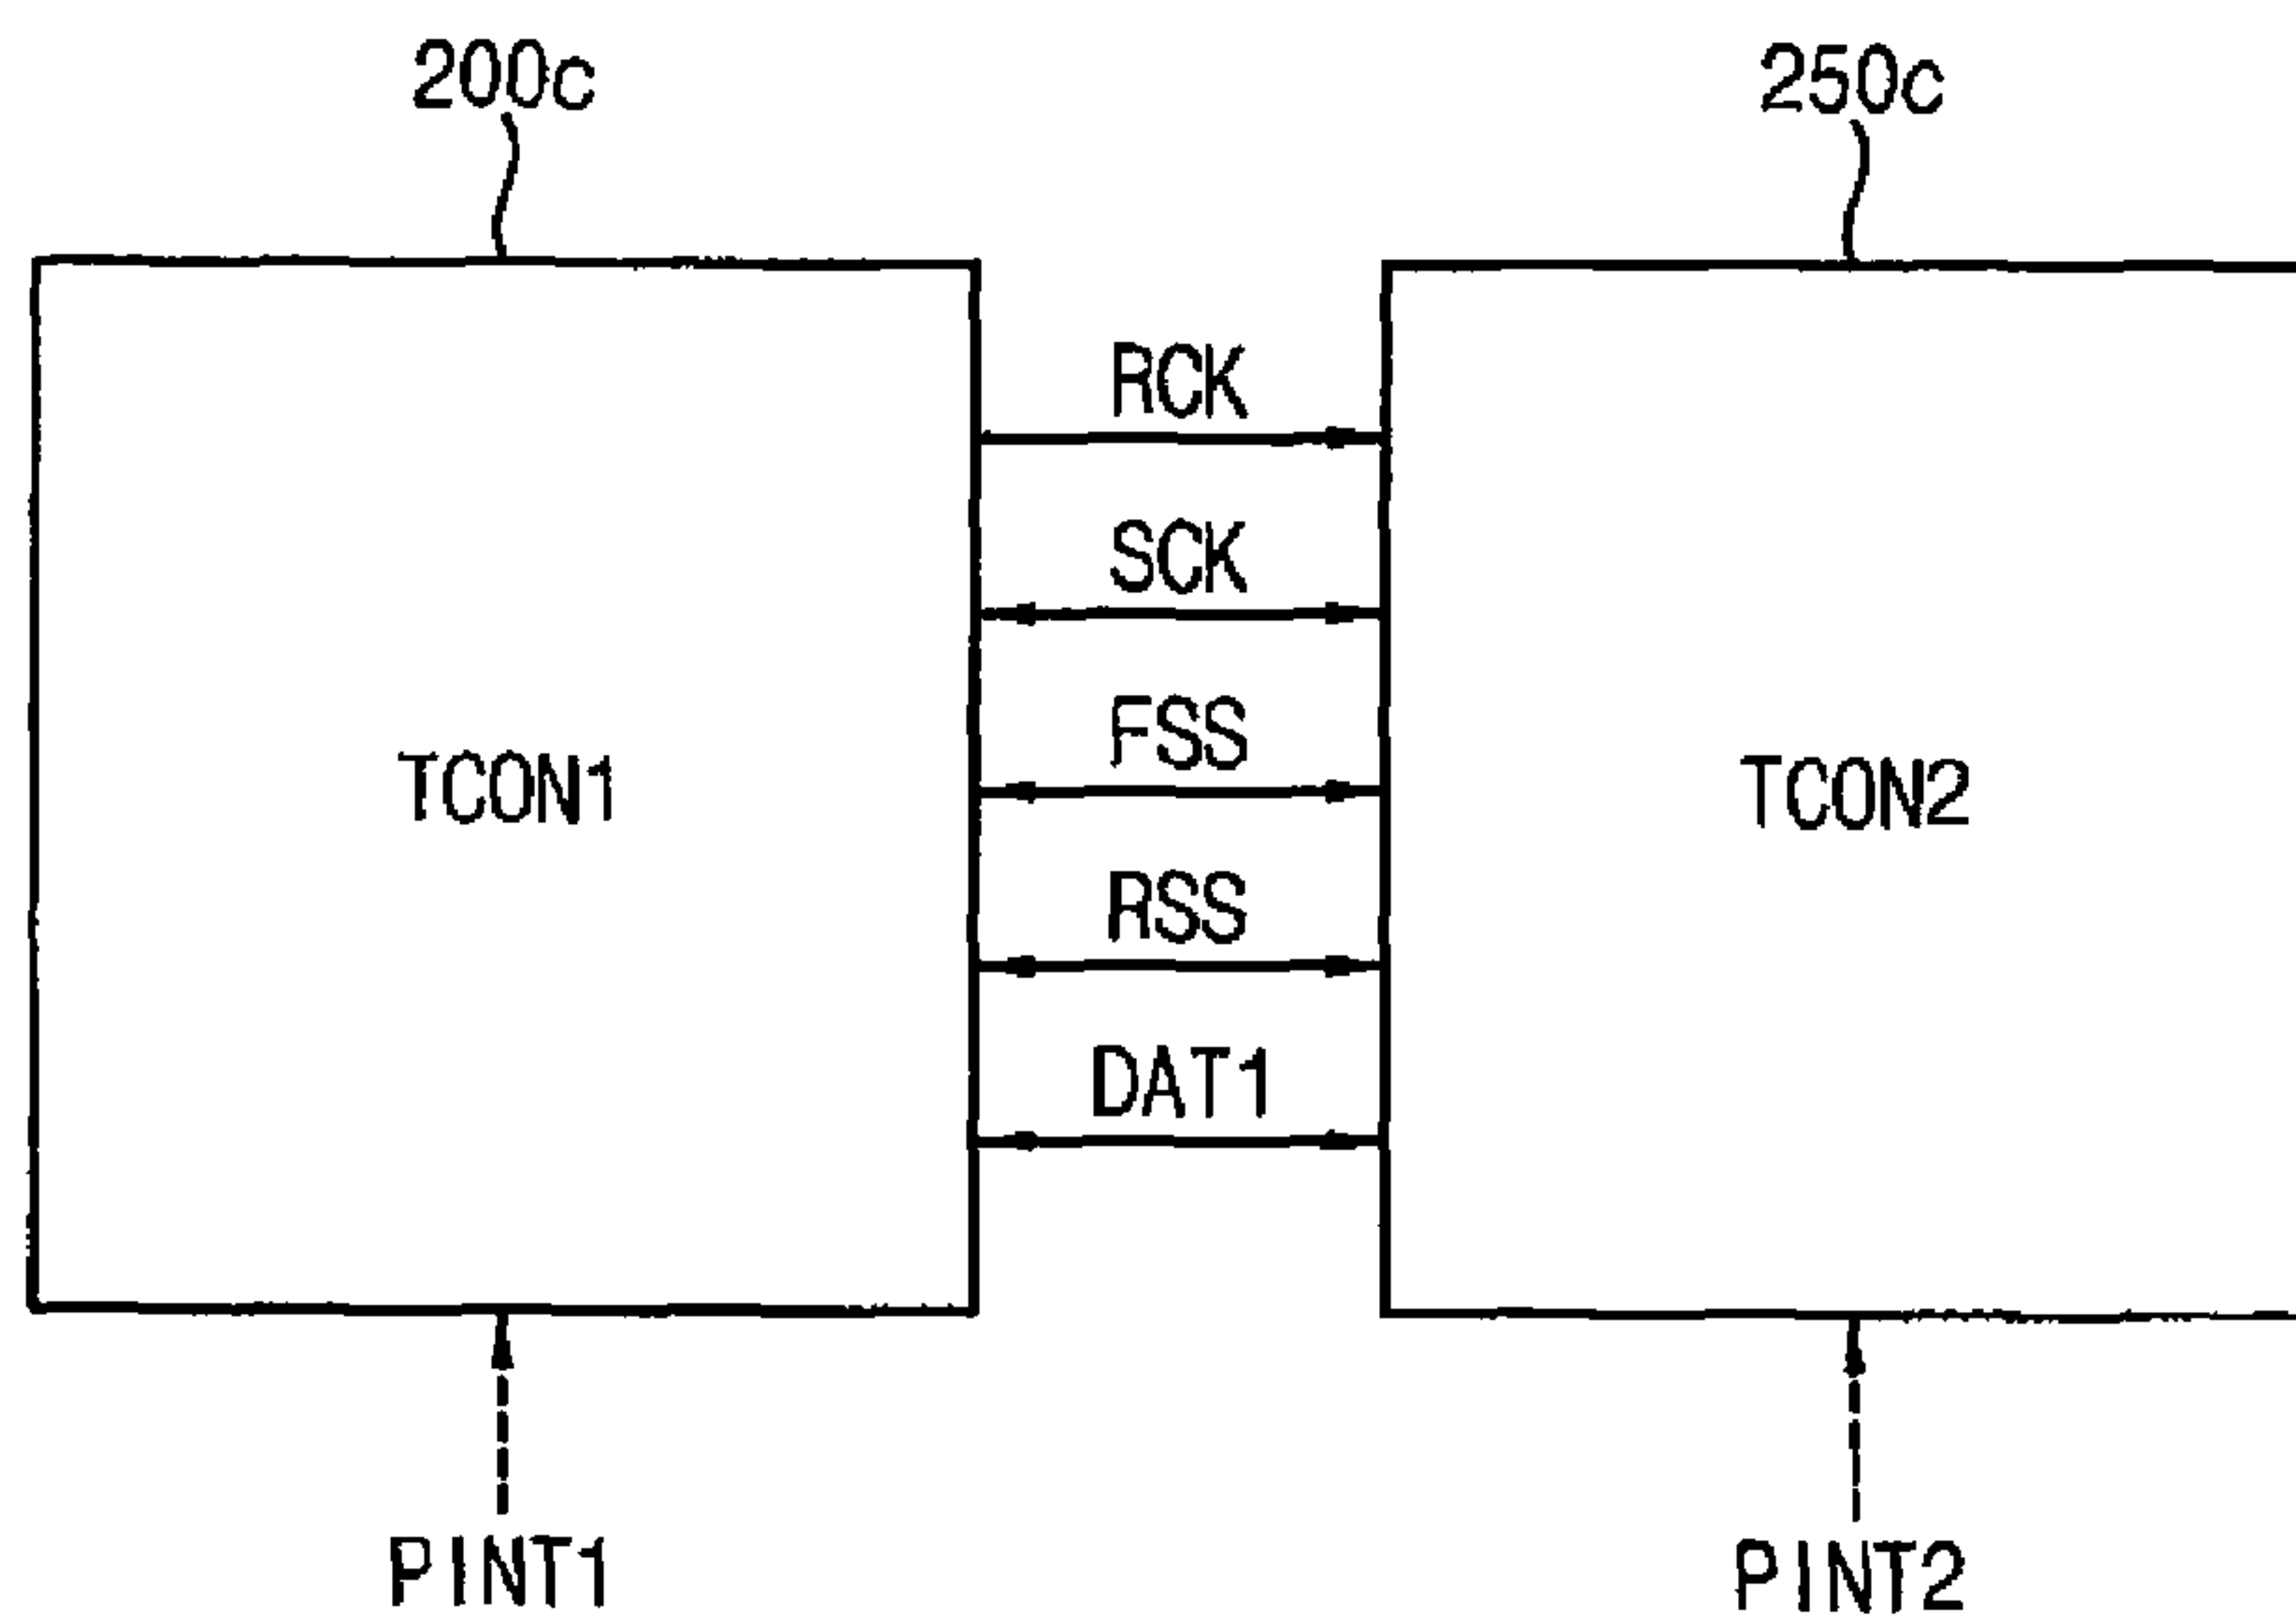 200c
250c
RCK
SCK
FSS
RSS
DAT1
TCON1
TCON2
PINT1
PINT2